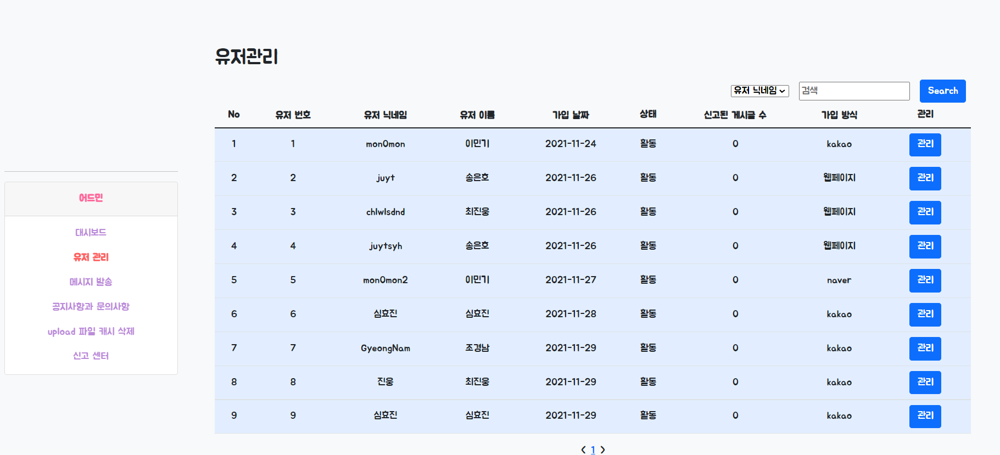 유저관리
유저 닉네임 검색 Search
No 유저 번호 유저 닉네임 유저 이름 가입 날짜 상태 신고된 게시글 수 가입 방식 관리
1 1 mon0mon 이민기 2021-11-24 활동 0 kakao 관리
2 2 juyt 송은호 2021-11-26 활동 0 웹페이지 관리
3 3 chlwlsdnd 최진웅 2021-11-26 활동 0 웹페이지 관리
4 4 juytsyh 송은호 2021-11-26 활동 0 웹페이지 관리
5 5 mon0mon2 이민기 2021-11-27 활동 0 naver 관리
6 6 심효진 심효진 2021-11-28 활동 0 kakao 관리
7 7 GyeongNam 조경남 2021-11-29 활동 0 kakao 관리
8 8 진웅 최진웅 2021-11-29 활동 0 kakao 관리
9 9 심효진 심효진 2021-11-29 활동 0 kakao 관리
< 1 >
어드민
대시보드
유저 관리
메시지 발송
공지사항과 문의사항
upload 파일 캐시 삭제
신고 센터